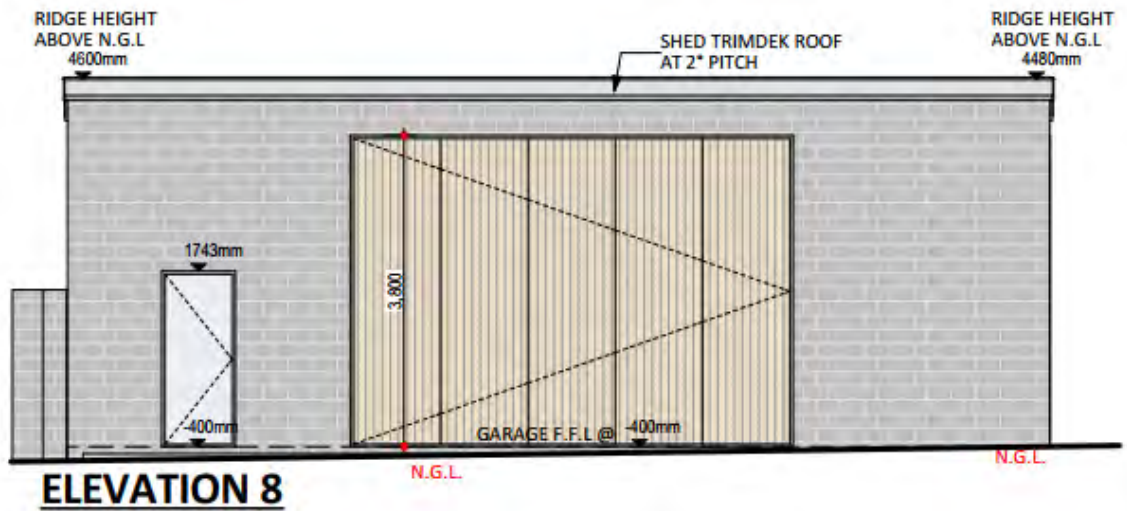 RIDGE HEIGHT
ABOVE N.G.L
4600mm
SHED TRIMDEK ROOF
AT 2° PITCH
RIDGE HEIGHT
ABOVE N.G.L
4480mm
1743mm
3,800
-400mm
GARAGE F.F.L @
-400mm
N.G.L.
N.G.L.
ELEVATION 8